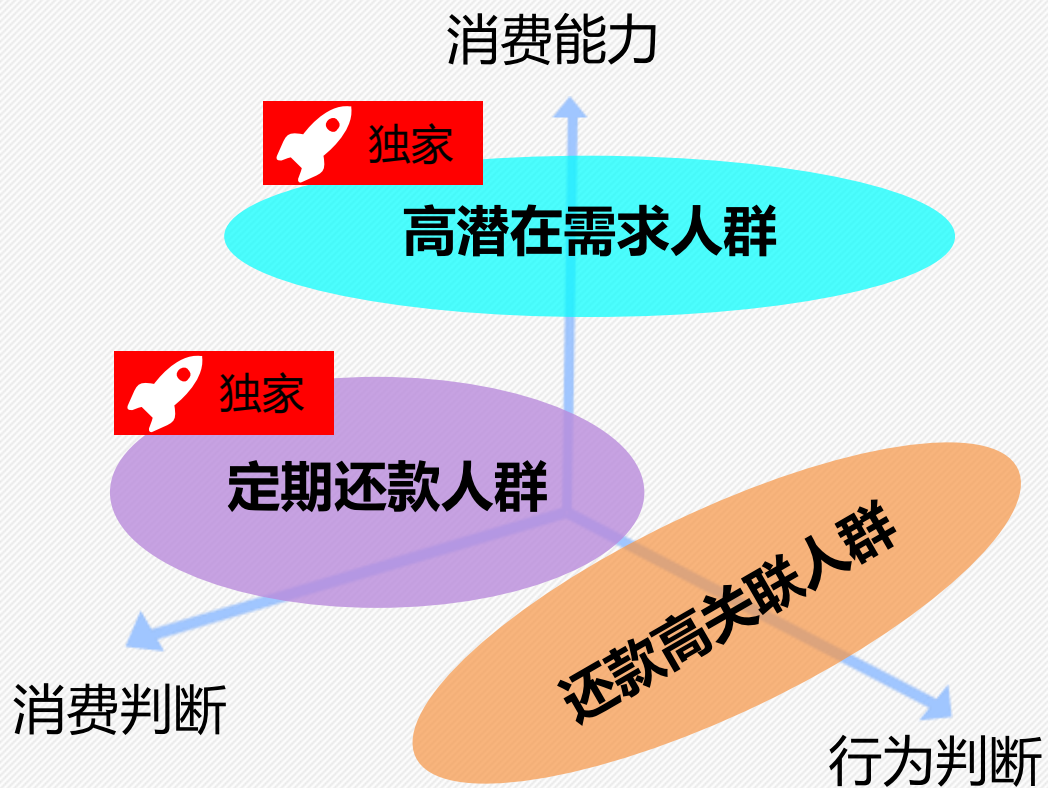 消费能力
独家
高潜在需求人群
独家
定期还款人群
还款高关联人群
消费判断
行为判断